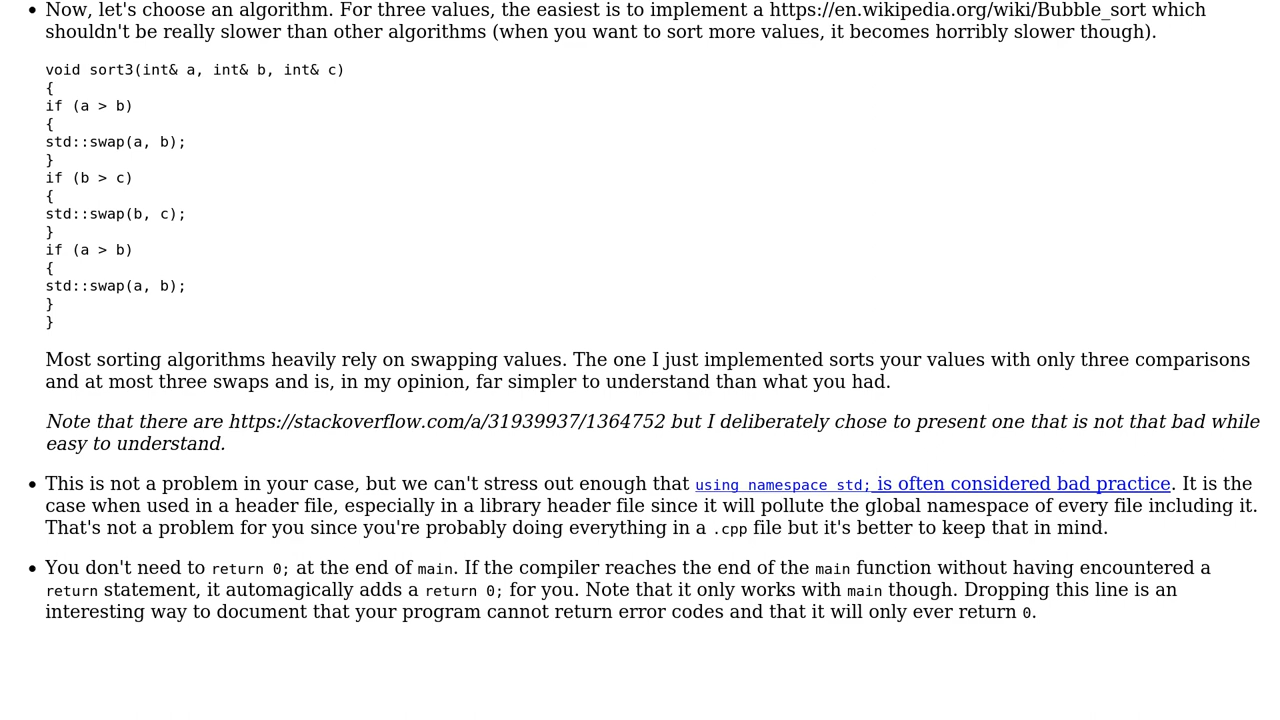 Now, let's choose an algorithm. For three values, the easiest is to implement a https://en.wikipedia.org/wiki/Bubble_sort which
shouldn't be really slower than other algorithms (when you want to sort more values, it becomes horribly slower though).
void sort3(int& a, int& b, int& c)
{
if (a > b)
{
std::swap(a, b);
}
if (b > c)
{
std::swap(b, c);
}
if (a > b)
{
std::swap(a, b);
}
}
Most sorting algorithms heavily rely on swapping values. The one I just implemented sorts your values with only three comparisons
and at most three swaps and is, in my opinion, far simpler to understand than what you had.
Note that there are https://stackoverflow.com/a/31939937/1364752 but I deliberately chose to present one that is not that bad while
easy to understand.
This is not a problem in your case, but we can't stress out enough that using namespace std; is often considered bad practice. It is the
case when used in a header file, especially in a library header file since it will pollute the global namespace of every file including it.
That's not a problem for you since you're probably doing everything in a .cpp file but it's better to keep that in mind.
You don't need to return 0; at the end of main. If the compiler reaches the end of the main function without having encountered a
return statement, it automagically adds a return 0; for you. Note that it only works with main though. Dropping this line is an
interesting way to document that your program cannot return error codes and that it will only ever return 0.